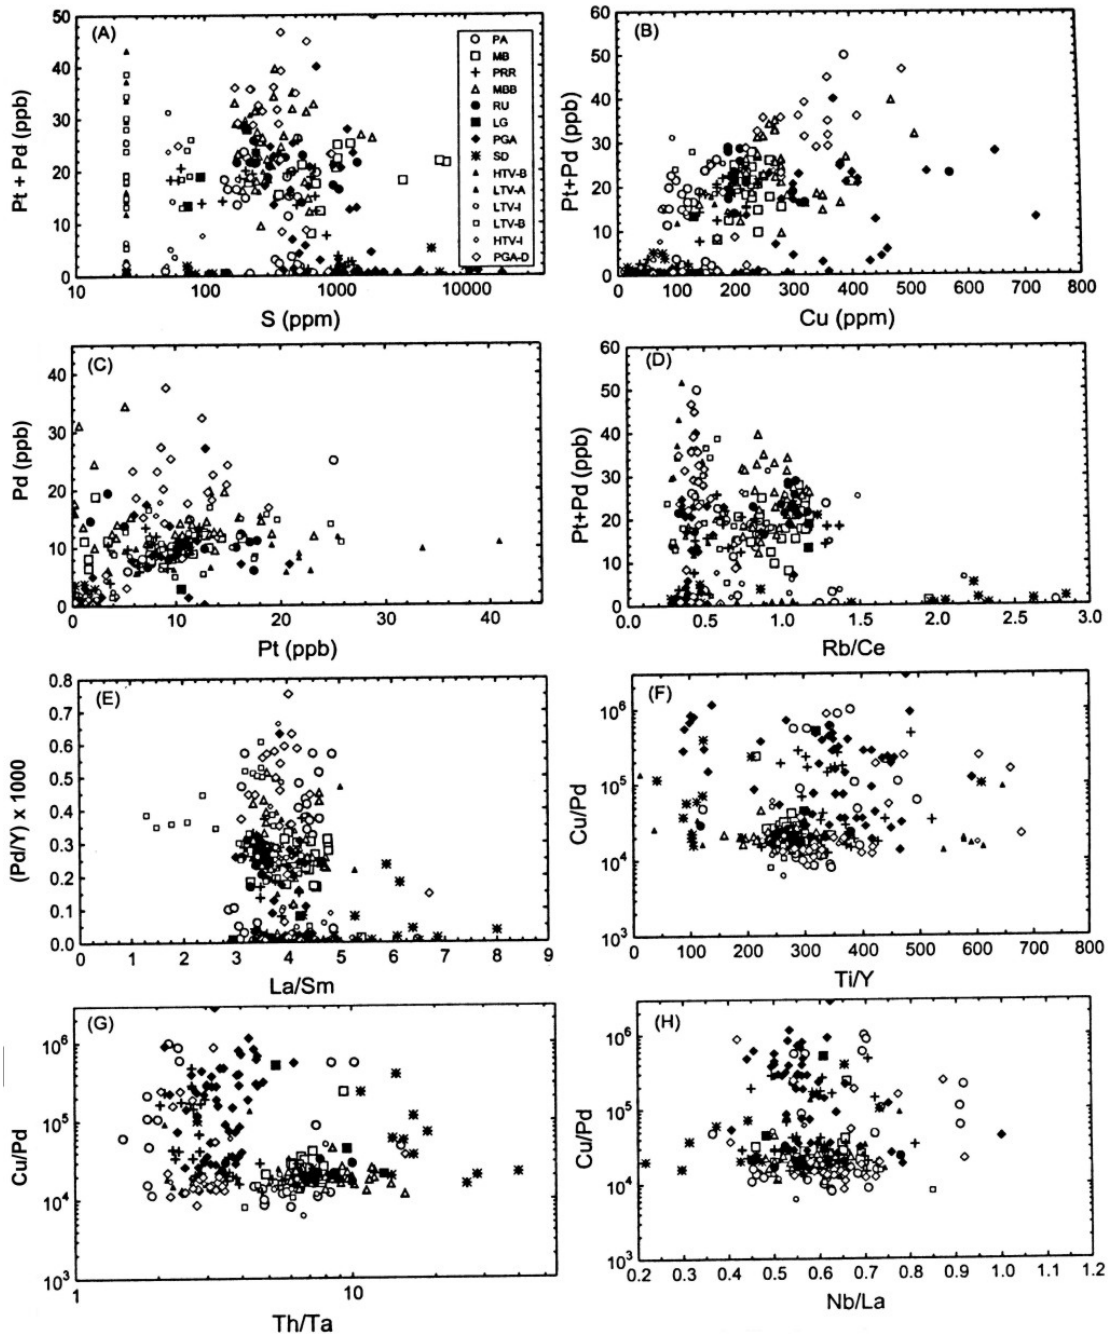 (A)
Pt + Pd (ppb)
50
40
30
20
10
0
10 100 1000 10000
S (ppm)
PA
MB
PRR
MBB
RU
LG
PGA
SD
HTV-B
LTV-A
LTV-I
LTV-B
HTV-I
PGA-D
(B)
Pt+Pd (ppb)
60
50
40
30
20
10
0
0 100 200 300 400 500 600 700 800
Cu (ppm)
(C)
Pd (ppb)
40
30
20
10
0
0 10 20 30 40
Pt (ppb)
(D)
Pt+Pd (ppb)
60
50
40
30
20
10
0
0.0 0.5 1.0 1.5 2.0 2.5 3.0
Rb/Ce
(E)
(Pd/Y) x 1000
0.8
0.7
0.6
0.5
0.4
0.3
0.2
0.1
0.0
0 1 2 3 4 5 6 7 8 9
La/Sm
(F)
Cu/Pd
10⁶
10⁵
10⁴
10³
0 100 200 300 400 500 600 700 800
Ti/Y
(G)
Cu/Pd
10⁶
10⁵
10⁴
10³
1 10
Th/Ta
(H)
Cu/Pd
10⁶
10⁵
10⁴
10³
0.2 0.3 0.4 0.5 0.6 0.7 0.8 0.9 1.0 1.1 1.2
Nb/La